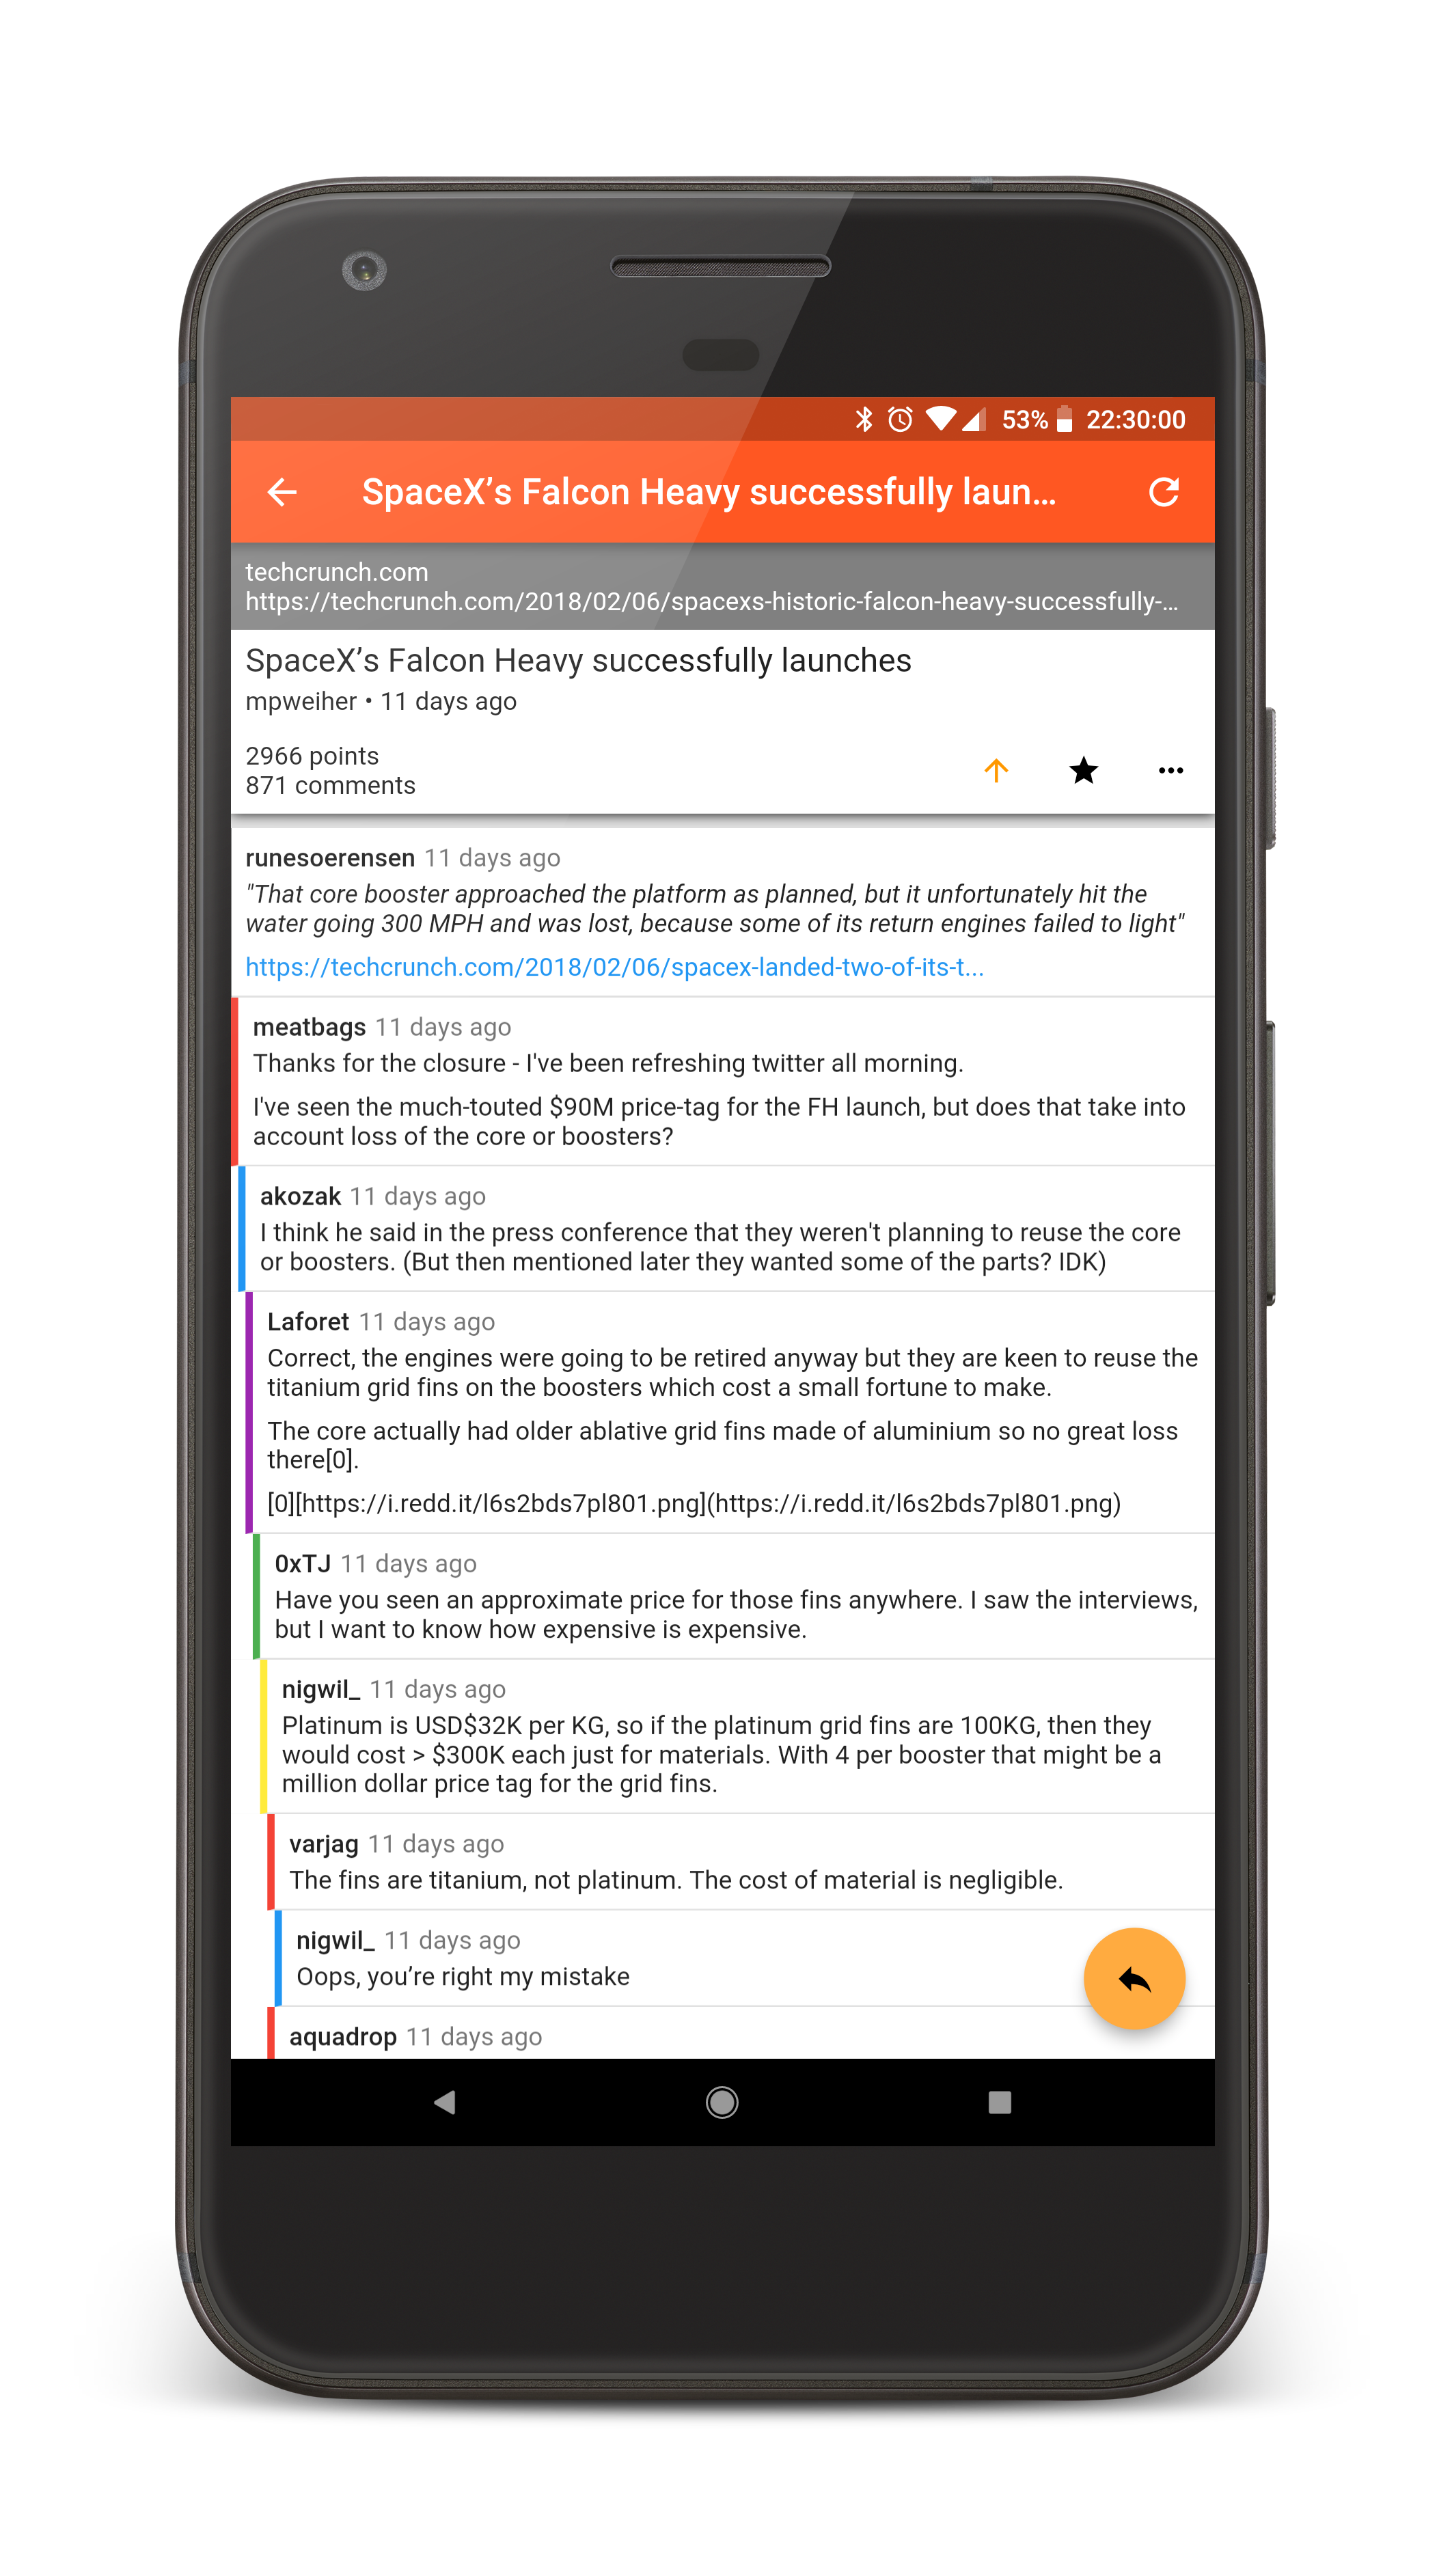 53% 22:30:00
SpaceX’s Falcon Heavy successfully laun…
techcrunch.com
https://techcrunch.com/2018/02/06/spacexs-historic-falcon-heavy-successfully-…
SpaceX’s Falcon Heavy successfully launches
mpweiher • 11 days ago
2966 points
871 comments
runesoerensen 11 days ago
"That core booster approached the platform as planned, but it unfortunately hit the
water going 300 MPH and was lost, because some of its return engines failed to light"
https://techcrunch.com/2018/02/06/spacex-landed-two-of-its-t...
meatbags 11 days ago
Thanks for the closure - I've been refreshing twitter all morning.
I've seen the much-touted $90M price-tag for the FH launch, but does that take into
account loss of the core or boosters?
akozak 11 days ago
I think he said in the press conference that they weren't planning to reuse the core
or boosters. (But then mentioned later they wanted some of the parts? IDK)
Laforet 11 days ago
Correct, the engines were going to be retired anyway but they are keen to reuse the
titanium grid fins on the boosters which cost a small fortune to make.
The core actually had older ablative grid fins made of aluminium so no great loss
there[0].
[0][https://i.redd.it/l6s2bds7pl801.png](https://i.redd.it/l6s2bds7pl801.png)
0xTJ 11 days ago
Have you seen an approximate price for those fins anywhere. I saw the interviews,
but I want to know how expensive is expensive.
nigwil_ 11 days ago
Platinum is USD$32K per KG, so if the platinum grid fins are 100KG, then they
would cost > $300K each just for materials. With 4 per booster that might be a
million dollar price tag for the grid fins.
varjag 11 days ago
The fins are titanium, not platinum. The cost of material is negligible.
nigwil_ 11 days ago
Oops, you’re right my mistake
aquadrop 11 days ago